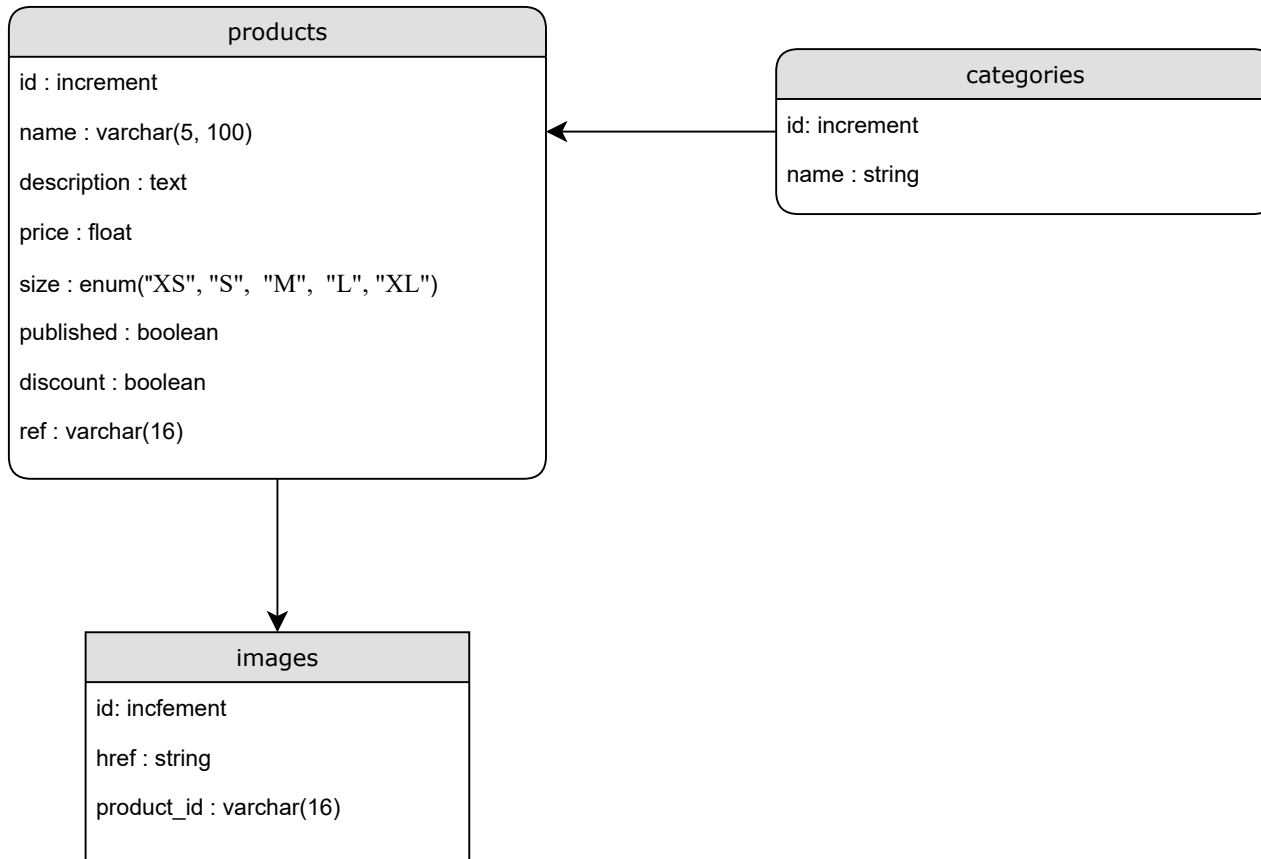 products
id : increment
name : varchar(5, 100)
description : text
price : float
size : enum("XS", "S",  "M",  "L", "XL")
published : boolean
discount : boolean
ref : varchar(16)
categories
id: increment
name : string
images
id: incfement
href : string
product_id : varchar(16)